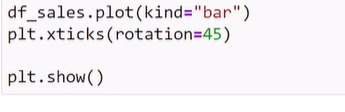 df_sales.plot(kind="bar")
plt.xticks(rotation=45)
plt.show()